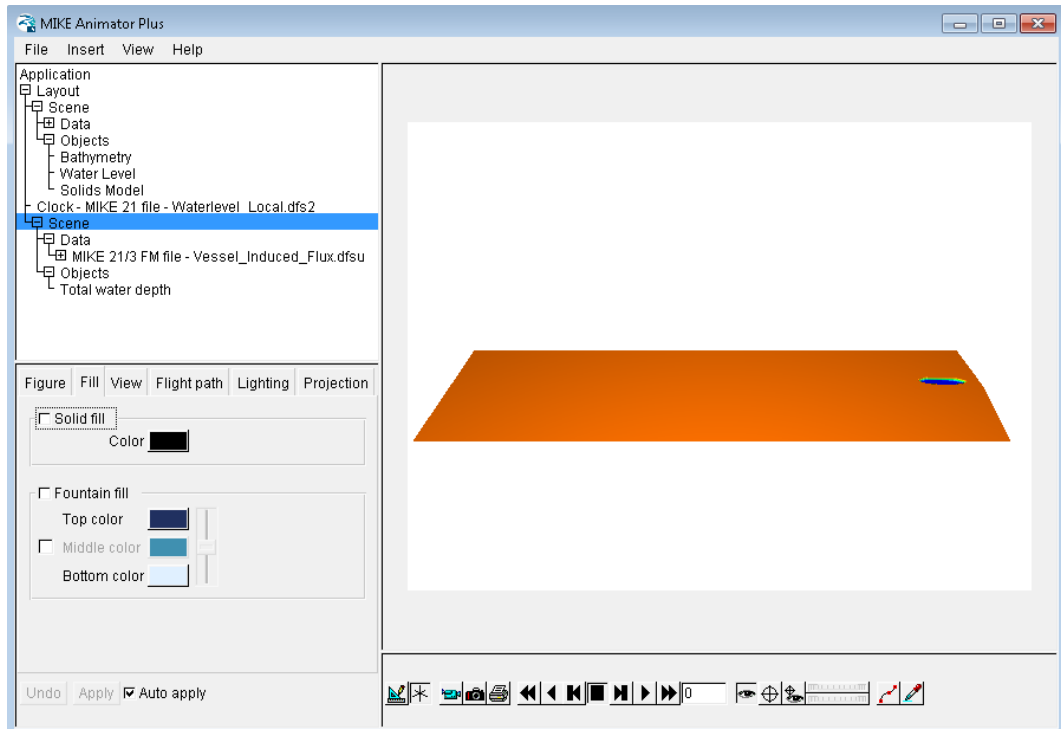 MIKE Animator Plus
File Insert View Help
Application
Layout
Scene
Data
Objects
Bathymetry
Water Level
Solids Model
Clock - MIKE 21 file - Waterlevel_Local.dfs2
Scene
Data
MIKE 21/3 FM file - Vessel_Induced_Flux.dfsu
Objects
Total water depth
Figure Fill View Flight path Lighting Projection
Solid fill
Color
Fountain fill
Top color
Middle color
Bottom color
Undo Apply Auto apply
0